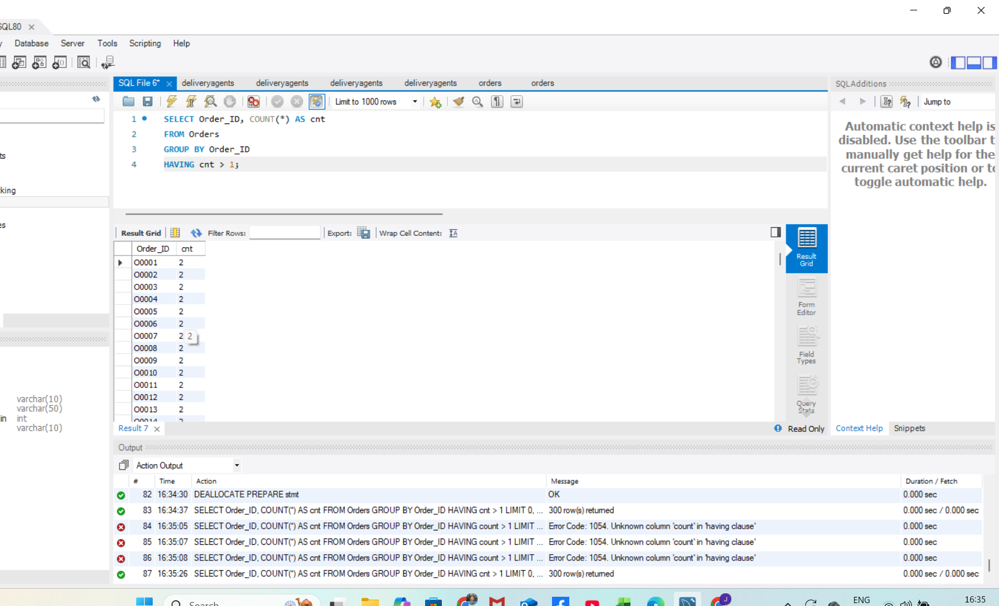 SQL80
Database Server Tools Scripting Help
SQL File 6* deliveryagents deliveryagents deliveryagents deliveryagents orders orders
SQLAdditions
Limit to 1000 rows
Jump to
1 SELECT Order_ID, COUNT(*) AS cnt
2 FROM Orders
3 GROUP BY Order_ID
4 HAVING cnt > 1;
Automatic context help is
disabled. Use the toolbar t
manually get help for the
current caret position or to
toggle automatic help.
ts
king
es
varchar(10)
varchar(50)
in int
varchar(10)
Result Grid Filter Rows: Export: Wrap Cell Content:
Order_ID cnt
O0001 2
O0002 2
O0003 2
O0004 2
O0005 2
O0006 2
O0007 2 2
O0008 2
O0009 2
O0010 2
O0011 2
O0012 2
O0013 2
O0014 2
Result
Grid
Form
Editor
Field
Types
Query
Stats
Result 7
Read Only
Context Help Snippets
Output
Action Output
# Time Action Message Duration / Fetch
82 16:34:30 DEALLOCATE PREPARE stmt OK 0.000 sec
83 16:34:37 SELECT Order_ID, COUNT(*) AS cnt FROM Orders GROUP BY Order_ID HAVING cnt > 1 LIMIT 0, ... 300 row(s) returned 0.000 sec / 0.000 sec
84 16:35:05 SELECT Order_ID, COUNT(*) AS cnt FROM Orders GROUP BY Order_ID HAVING count > 1 LIMIT ... Error Code: 1054. Unknown column 'count' in 'having clause' 0.000 sec
85 16:35:07 SELECT Order_ID, COUNT(*) AS cnt FROM Orders GROUP BY Order_ID HAVING count > 1 LIMIT ... Error Code: 1054. Unknown column 'count' in 'having clause' 0.000 sec
86 16:35:08 SELECT Order_ID, COUNT(*) AS cnt FROM Orders GROUP BY Order_ID HAVING count > 1 LIMIT ... Error Code: 1054. Unknown column 'count' in 'having clause' 0.000 sec
87 16:35:26 SELECT Order_ID, COUNT(*) AS cnt FROM Orders GROUP BY Order_ID HAVING cnt > 1 LIMIT 0, ... 300 row(s) returned 0.000 sec / 0.000 sec
Search
ENG
16:35